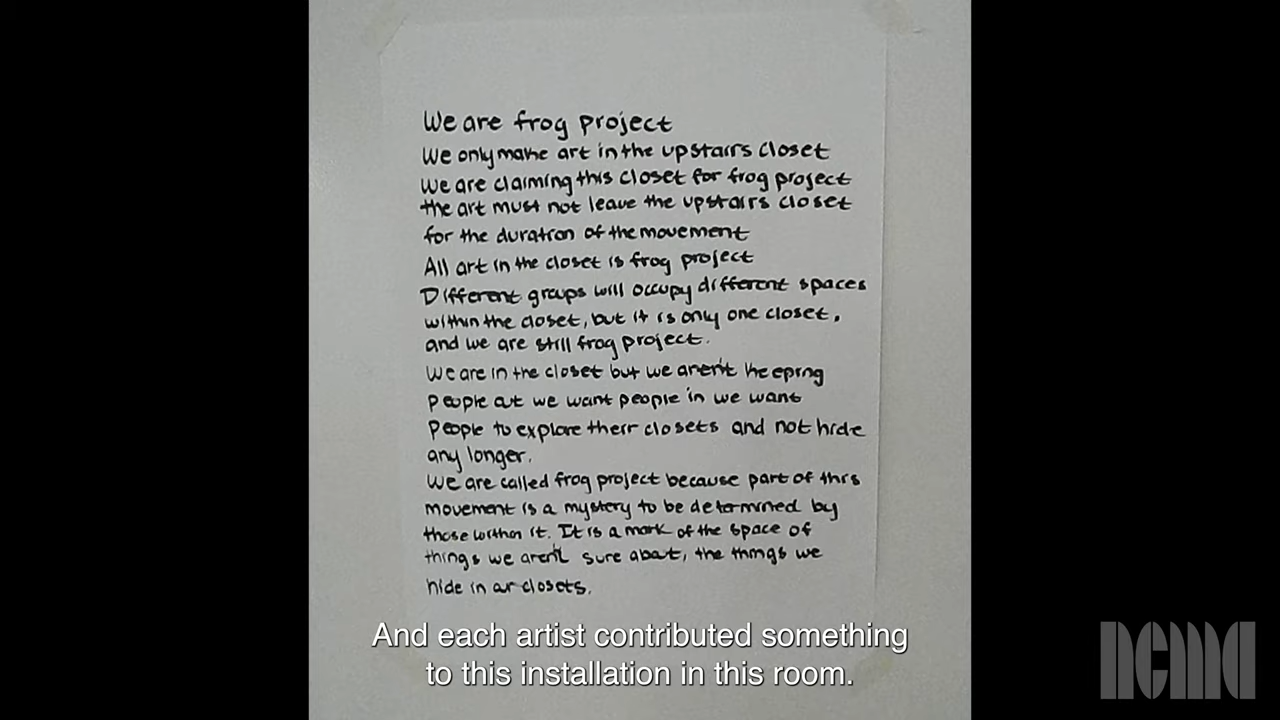 We are frog project
We only make art in the upstairs closet
We are claiming this closet for frog project
the art must not leave the upstairs closet
for the duration of the movement
All art in the closet is frog project
Different groups will occupy different spaces
within the closet, but it is only one closet,
and we are still frog project.
We are in the closet but we aren't keeping
people out we want people in we want
people to explore their closets and not hide
any longer.
We are called frog project because part of this
movement is a mystery to be determined by
those within it. It is a mark of the space of
things we aren't sure about, the things we
hide in our closets.
And each artist contributed something
to this installation in this room.
ncma